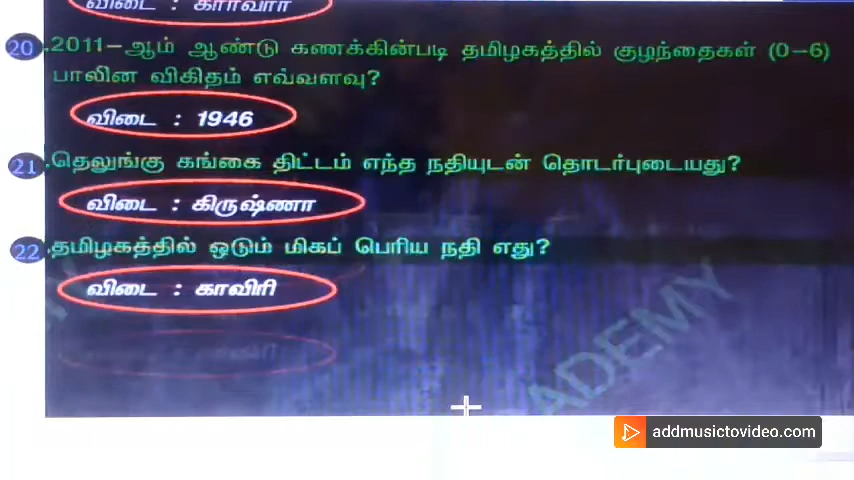 விடை : கார்வார்
20 .2011–ஆம் ஆண்டு கணக்கின்படி தமிழகத்தில் குழந்தைகள் (0–6)
பாலின விகிதம் எவ்வளவு?
விடை : 1946
21 .தெலுங்கு கங்கை திட்டம் எந்த நதியுடன் தொடர்புடையது?
விடை : கிருஷ்ணா
22 .தமிழகத்தில் ஓடும் மிகப் பெரிய நதி எது?
விடை : காவிரி
ADEMY
addmusictovideo.com